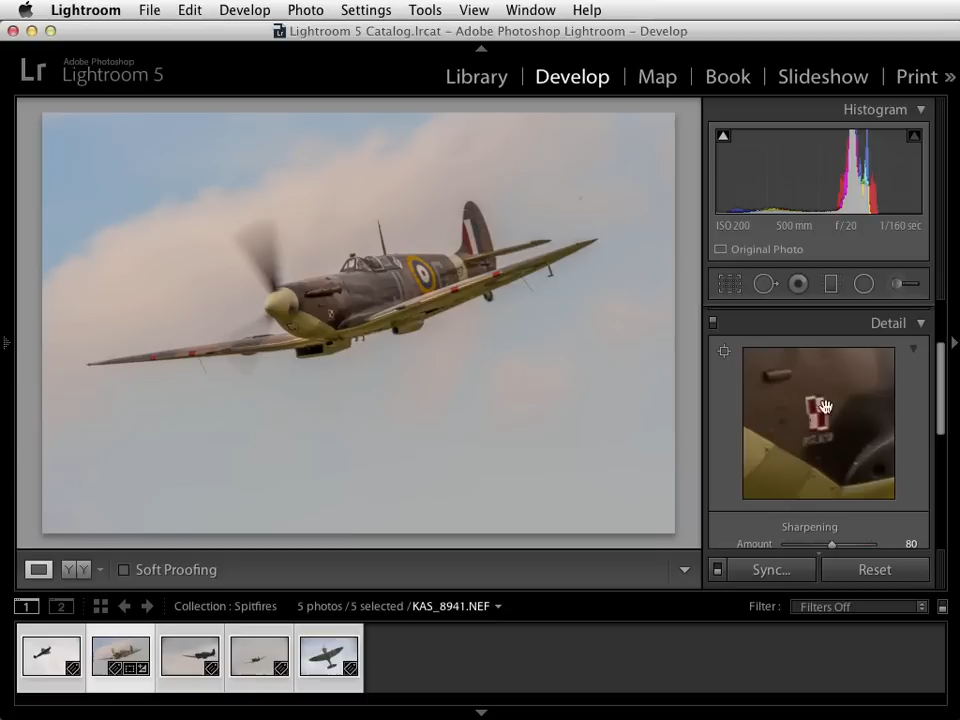 Lightroom File Edit Develop Photo Settings Tools View Window Help
Lightroom 5 Catalog.lrcat – Adobe Photoshop Lightroom – Develop
Lr Adobe Photoshop
Lightroom 5
Library | Develop | Map | Book | Slideshow | Print »
Histogram
ISO 200 500 mm f / 20 1/160 sec
Original Photo
Detail
Sharpening
Amount 80
Sync... Reset
YY Soft Proofing
1 2 Collection : Spitfires 5 photos / 5 selected / KAS_8941.NEF Filter : Filters Off